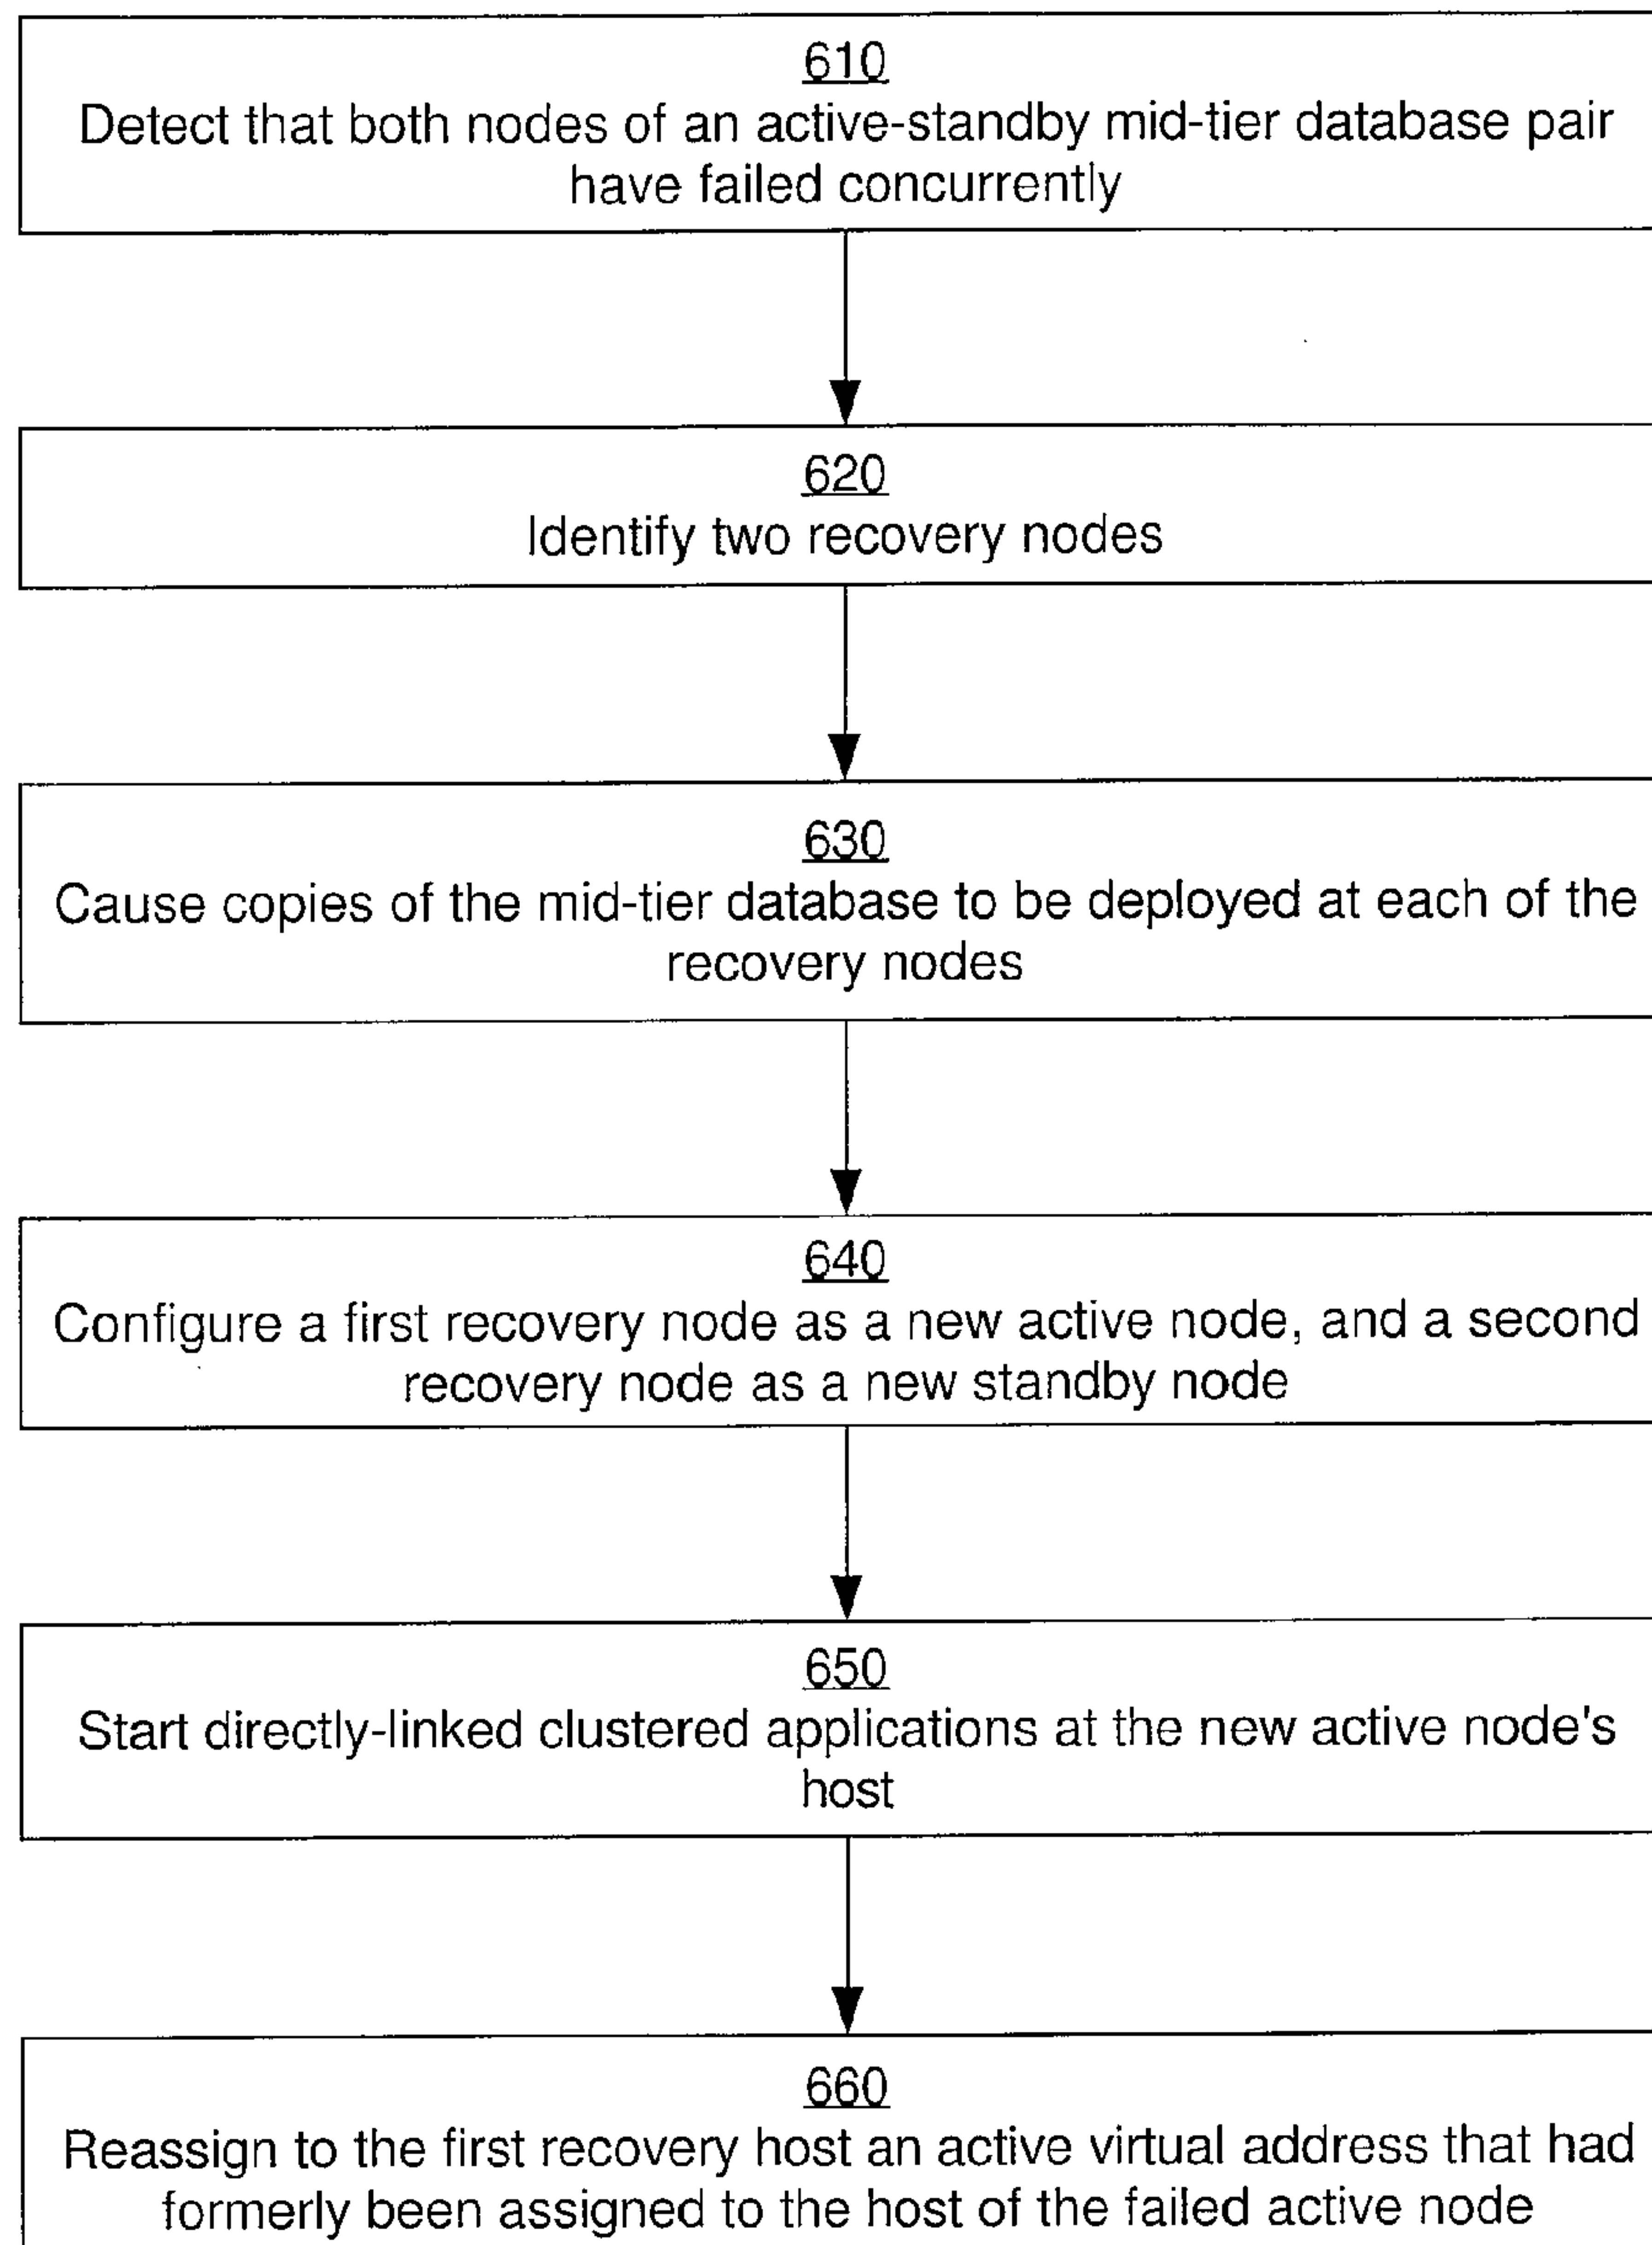 610
Detect that both nodes of an active-standby mid-tier database pair
have failed concurrently
620
Identify two recovery nodes
630
Cause copies of the mid-tier database to be deployed at each of the
recovery nodes
640
Configure a first recovery node as a new active node, and a second
recovery node as a new standby node
650
Start directly-linked clustered applications at the new active node's
host
660
Reassign to the first recovery host an active virtual address that had
formerly been assigned to the host of the failed active node